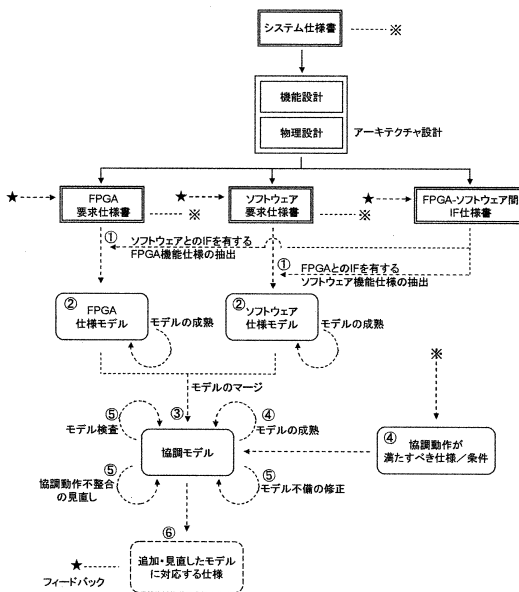 システム仕様書
※
機能設計
物理設計
アーキテクチャ設計
★
FPGA
要求仕様書
※
★
ソフトウェア
要求仕様書
※
★
FPGA-ソフトウェア間
IF仕様書
①
ソフトウェアとのIFを有する
FPGA機能仕様の抽出
①
FPGAとのIFを有する
ソフトウェア機能仕様の抽出
②
FPGA
仕様モデル
モデルの成熟
②
ソフトウェア
仕様モデル
モデルの成熟
モデルのマージ
※
③
協調モデル
⑤
モデル検査
④
モデルの成熟
④
協調動作が
満たすべき仕様/条件
⑤
協調動作不整合
の見直し
⑤
モデル不備の修正
⑥
追加・見直したモデル
に対応する仕様
★
フィードバック